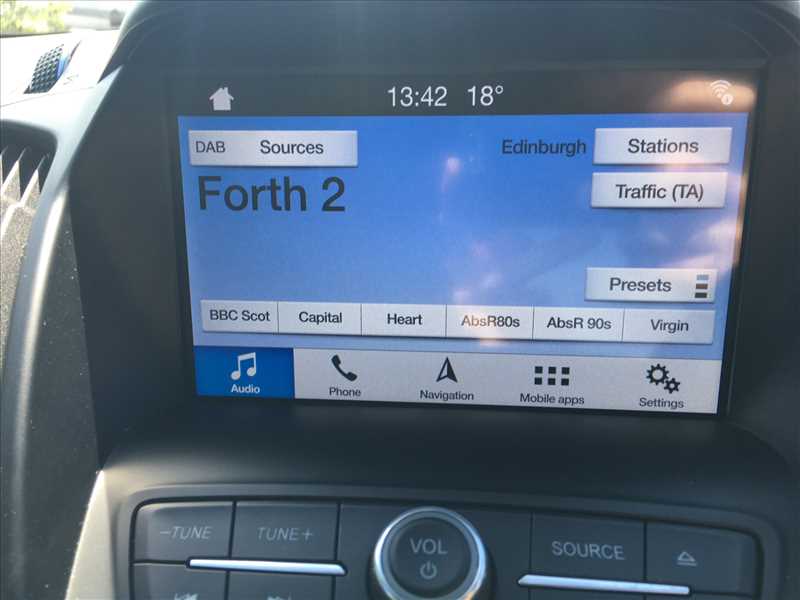 13:42 18°
DAB Sources Edinburgh Stations
Forth 2
Traffic (TA)
Presets
BBC Scot Capital Heart AbsR80s AbsR 90s Virgin
Audio Phone Navigation Mobile apps Settings
−TUNE TUNE+ VOL SOURCE